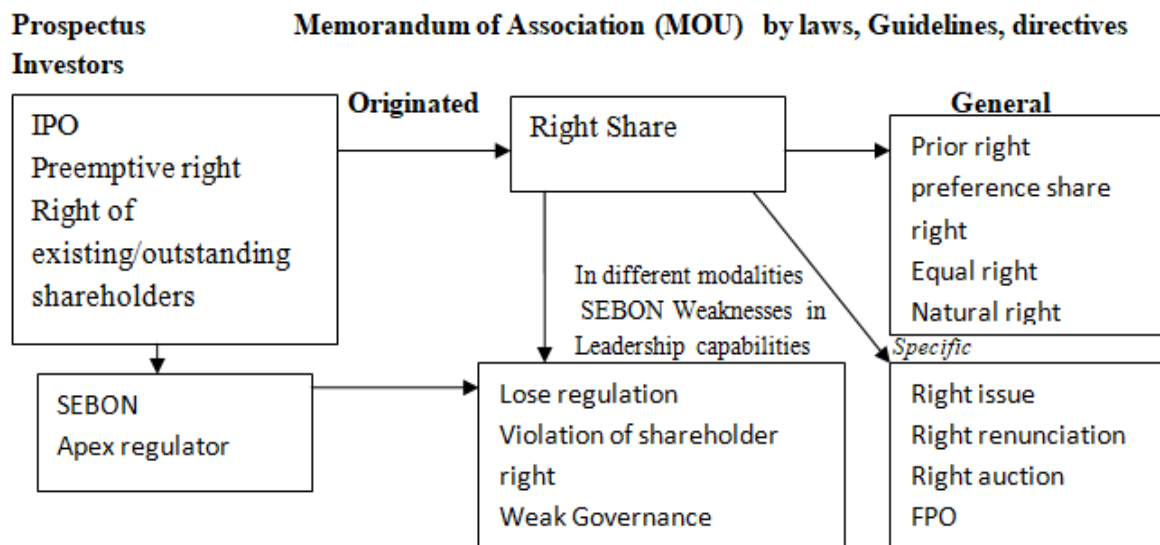 Prospectus Memorandum of Association (MOU) by laws, Guidelines, directives
Investors
Originated
General
IPO
Preemptive right
Right of
existing/outstanding
shareholders
Right Share
Prior right
preference share
right
Equal right
Natural right
In different modalities
SEBON Weaknesses in
Leadership capabilities
Specific
SEBON
Apex regulator
Lose regulation
Violation of shareholder
right
Weak Governance
Right issue
Right renunciation
Right auction
FPO